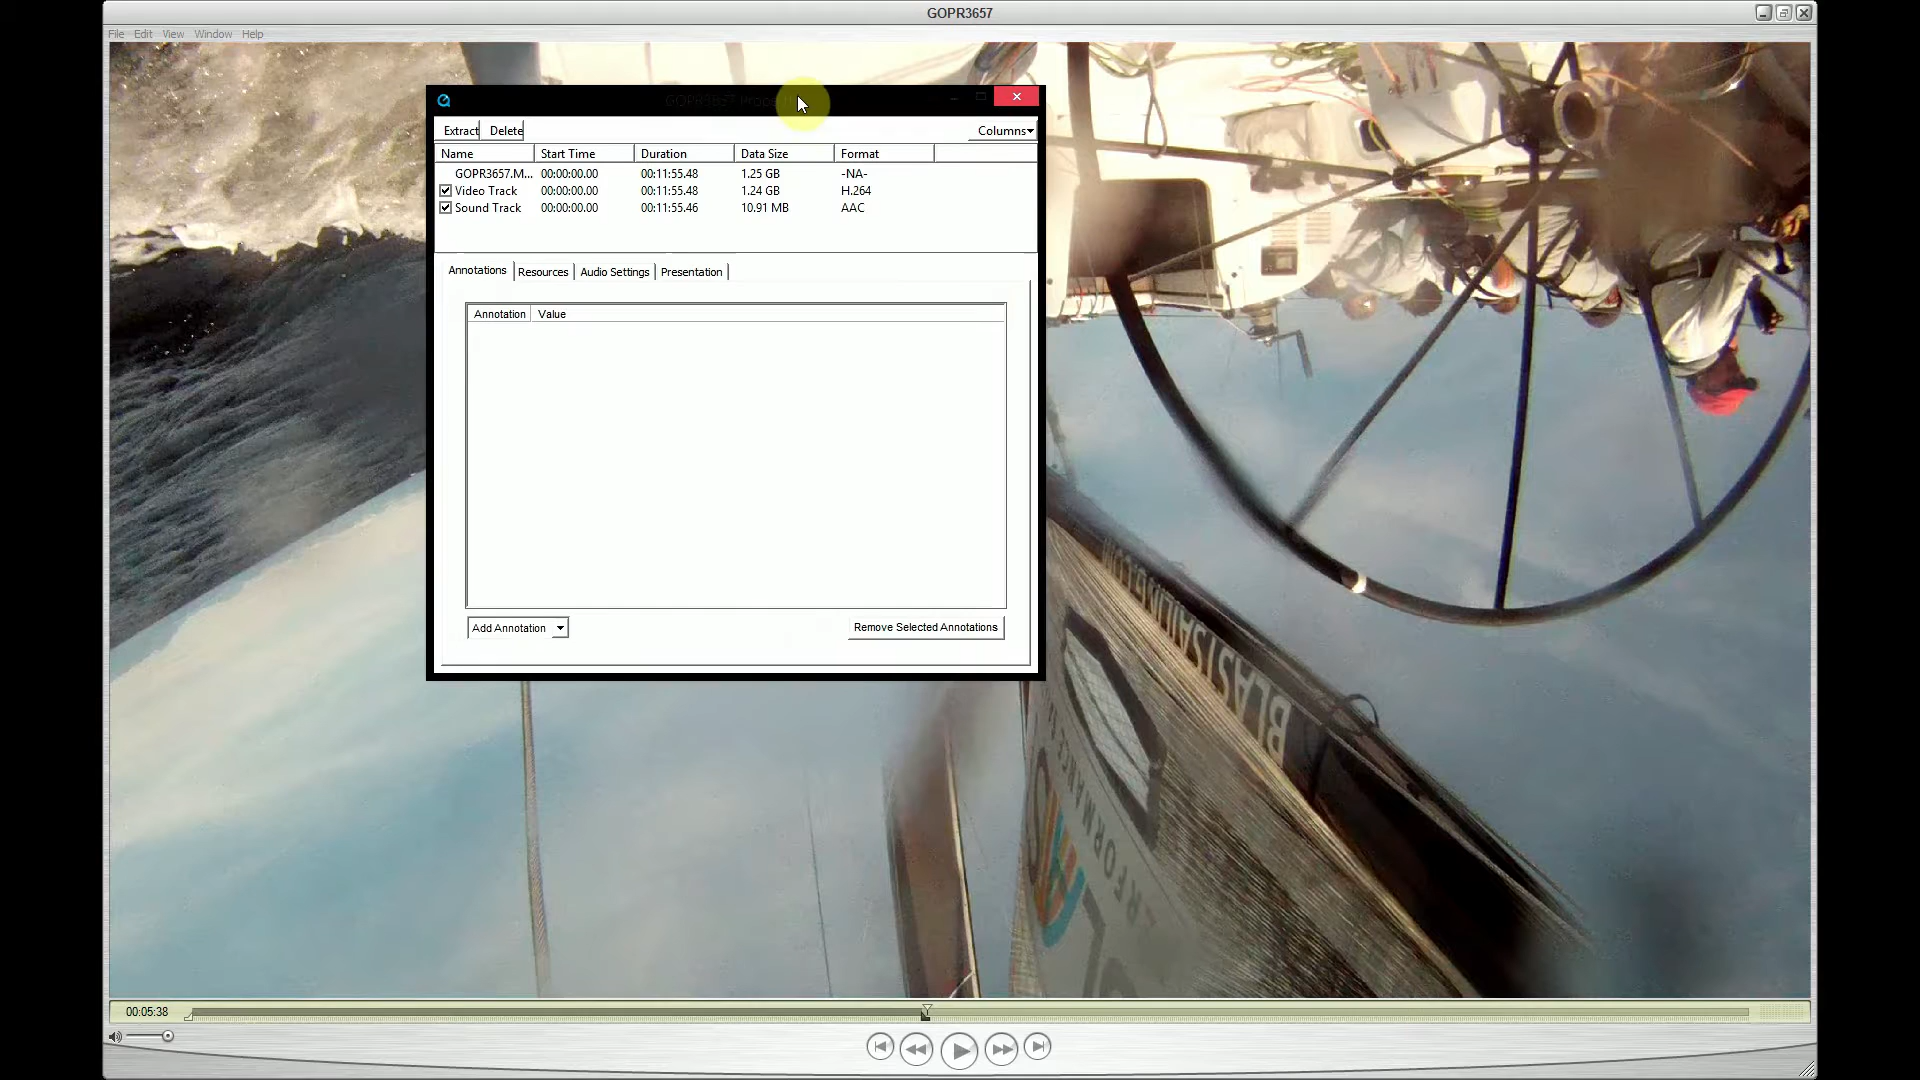 GOPR3657
File Edit View Window Help
Extract Delete Columns
Name Start Time Duration Data Size Format
GOPR3657.M... 00:00:00.00 00:11:55.48 1.25 GB -NA-
Video Track 00:00:00.00 00:11:55.48 1.24 GB H.264
Sound Track 00:00:00.00 00:11:55.46 10.91 MB AAC
Annotations Resources Audio Settings Presentation
Annotation Value
Add Annotation Remove Selected Annotations
00:05:38